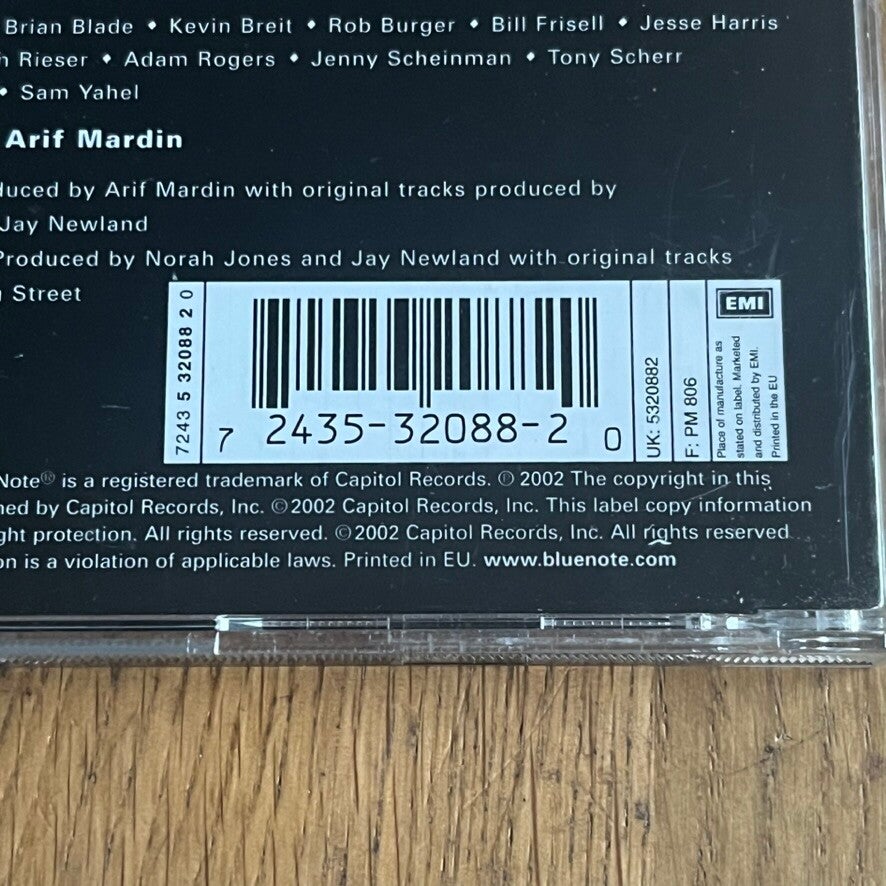 Brian Blade • Kevin Breit • Rob Burger • Bill Frisell • Jesse Harris
Rieser • Adam Rogers • Jenny Scheinman • Tony Scherr
• Sam Yahel
Arif Mardin
duced by Arif Mardin with original tracks produced by
Jay Newland
Produced by Norah Jones and Jay Newland with original tracks
Street
7243 5 32088 2 0
7 2435-32088-2 0
UK: 5320882
F: PM 806
EMI
Place of manufacture as
stated on label. Marketed
and distributed by EMI.
Printed in the EU
Note® is a registered trademark of Capitol Records. ℗ 2002 The copyright in this
ned by Capitol Records, Inc. ©2002 Capitol Records, Inc. This label copy information
ght protection. All rights reserved. ©2002 Capitol Records, Inc. All rights reserved
on is a violation of applicable laws. Printed in EU. www.bluenote.com